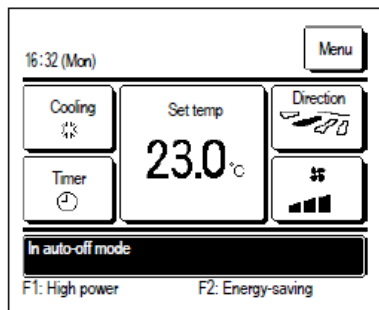 16:32 (Mon)
Menu
Cooling
Set temp
Direction
23.0 °C
Timer
In auto-off mode
F1: High power
F2: Energy-saving